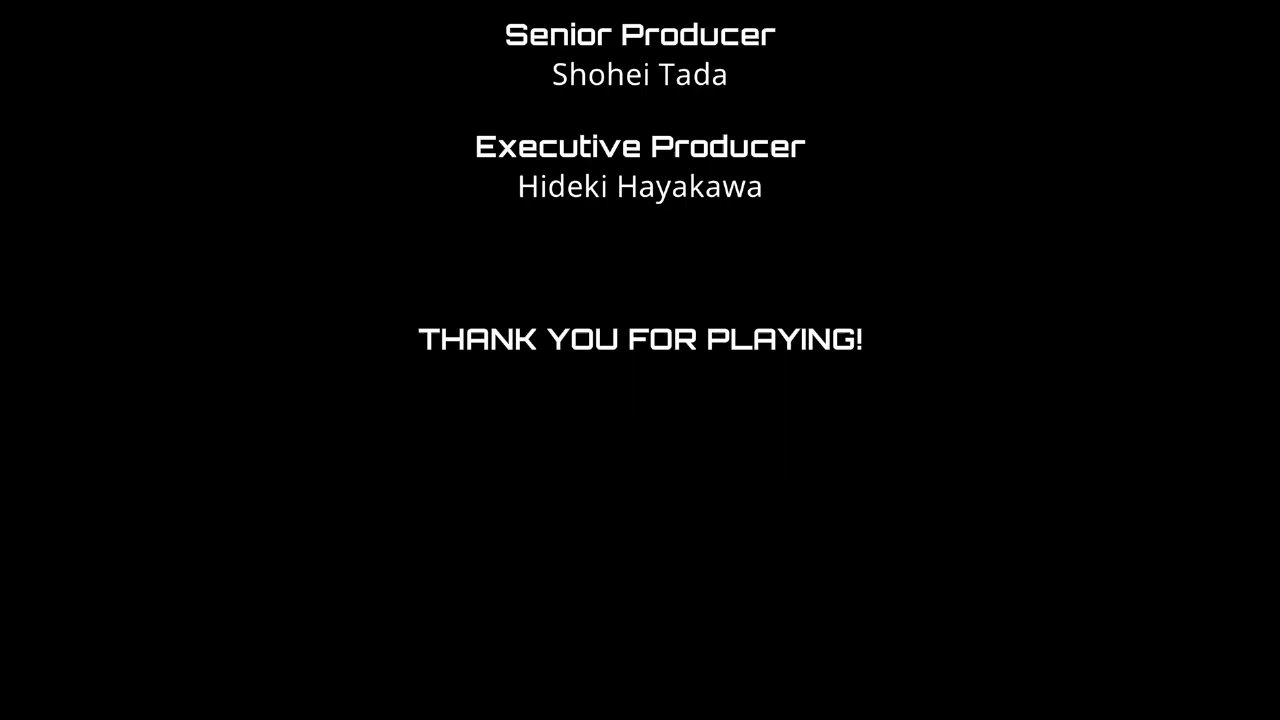 Senior Producer
Shohei Tada
Executive Producer
Hideki Hayakawa
THANK YOU FOR PLAYING!